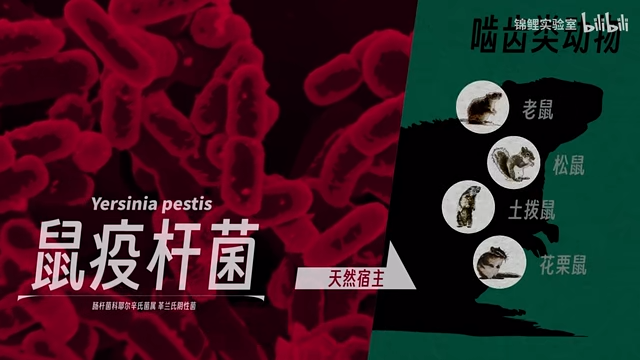 锦鲤实验室
bilibili
啮齿类动物
老鼠
松鼠
土拨鼠
花栗鼠
Yersinia pestis
鼠疫杆菌
肠杆菌科耶尔辛氏菌属 革兰氏阴性菌
天然宿主